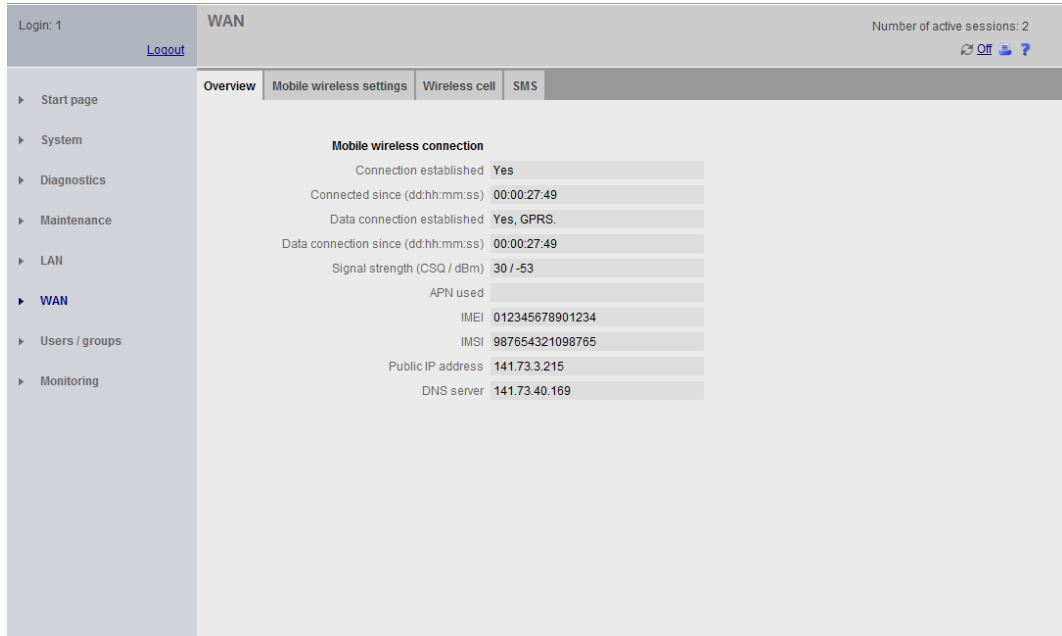 Login: 1
Logout
WAN
Number of active sessions: 2
Off ?
Start page
System
Diagnostics
Maintenance
LAN
WAN
Users / groups
Monitoring
Overview Mobile wireless settings Wireless cell SMS
Mobile wireless connection
Connection established Yes
Connected since (dd:hh:mm:ss) 00:00:27:49
Data connection established Yes, GPRS.
Data connection since (dd:hh:mm:ss) 00:00:27:49
Signal strength (CSQ / dBm) 30 / -53
APN used
IMEI 012345678901234
IMSI 987654321098765
Public IP address 141.73.3.215
DNS server 141.73.40.169